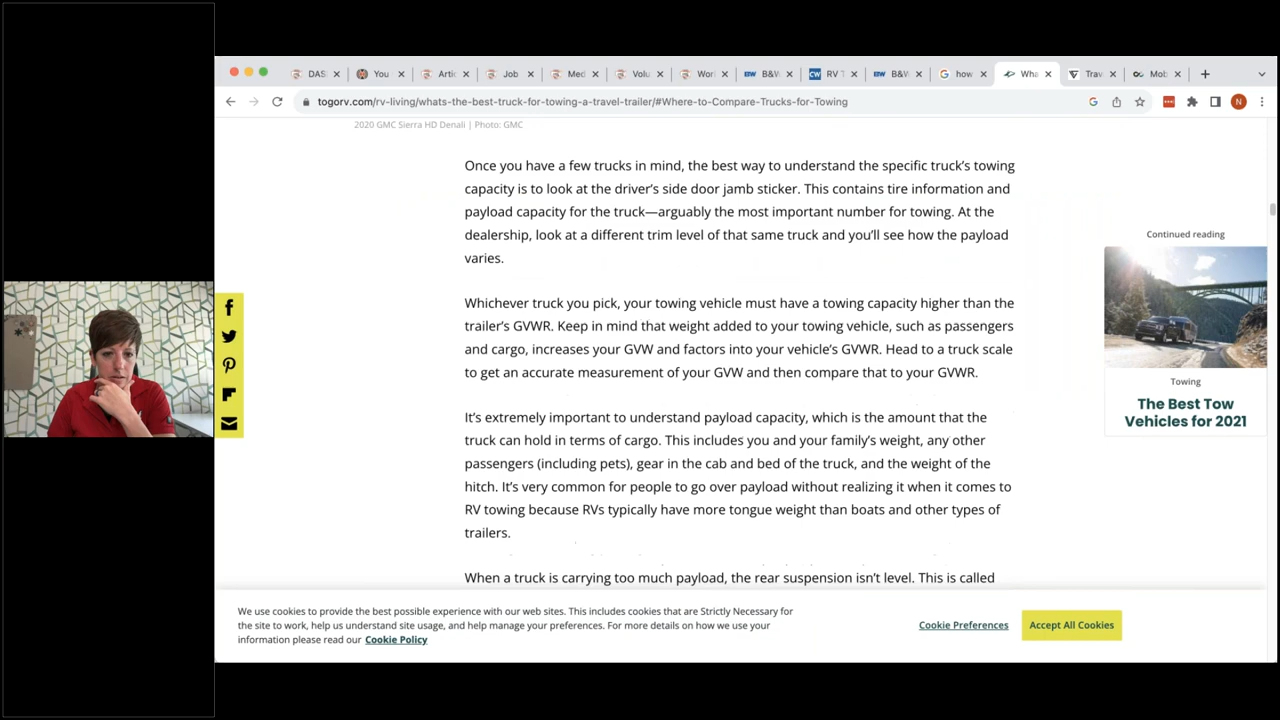 DAS
You
Artic
Job
Med
Volu
Worl
BW B&W
CW RV T
BW B&W
how
Wha
Trav
Mob
togorv.com/rv-living/whats-the-best-truck-for-towing-a-travel-trailer/#Where-to-Compare-Trucks-for-Towing
N
2020 GMC Sierra HD Denali | Photo: GMC
Once you have a few trucks in mind, the best way to understand the specific truck's towing
capacity is to look at the driver's side door jamb sticker. This contains tire information and
payload capacity for the truck—arguably the most important number for towing. At the
dealership, look at a different trim level of that same truck and you'll see how the payload
varies.
Whichever truck you pick, your towing vehicle must have a towing capacity higher than the
trailer's GVWR. Keep in mind that weight added to your towing vehicle, such as passengers
and cargo, increases your GVW and factors into your vehicle's GVWR. Head to a truck scale
to get an accurate measurement of your GVW and then compare that to your GVWR.
It's extremely important to understand payload capacity, which is the amount that the
truck can hold in terms of cargo. This includes you and your family's weight, any other
passengers (including pets), gear in the cab and bed of the truck, and the weight of the
hitch. It's very common for people to go over payload without realizing it when it comes to
RV towing because RVs typically have more tongue weight than boats and other types of
trailers.
When a truck is carrying too much payload, the rear suspension isn't level. This is called
Continued reading
Towing
The Best Tow
Vehicles for 2021
We use cookies to provide the best possible experience with our web sites. This includes cookies that are Strictly Necessary for
the site to work, help us understand site usage, and help manage your preferences. For more details on how we use your
information please read our Cookie Policy
Cookie Preferences
Accept All Cookies